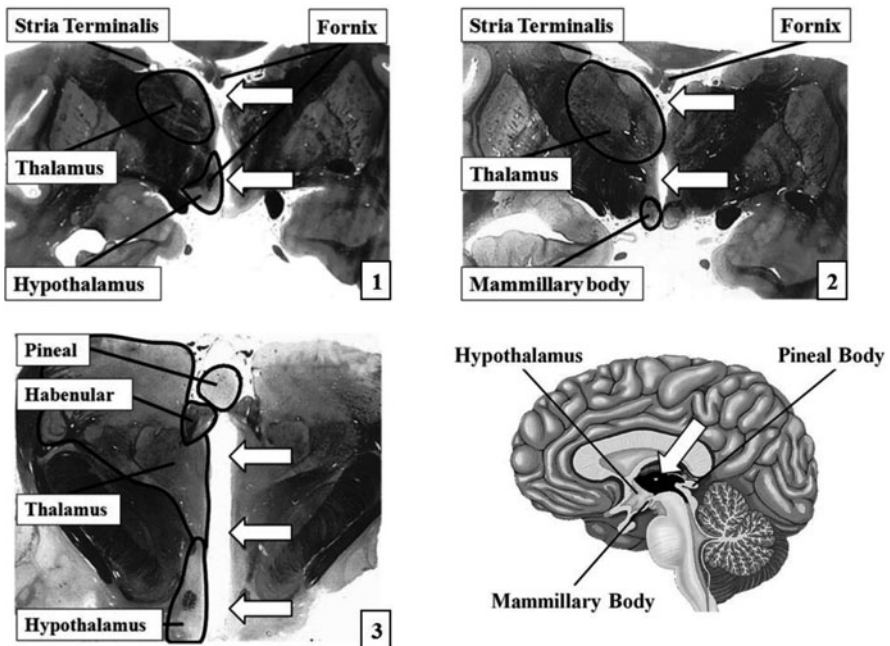 Stria Terminalis
Fornix
Thalamus
Hypothalamus
1
Stria Terminalis
Fornix
Thalamus
Mammillary body
2
Pineal
Habenular
Thalamus
Hypothalamus
3
Hypothalamus
Pineal Body
Mammillary Body